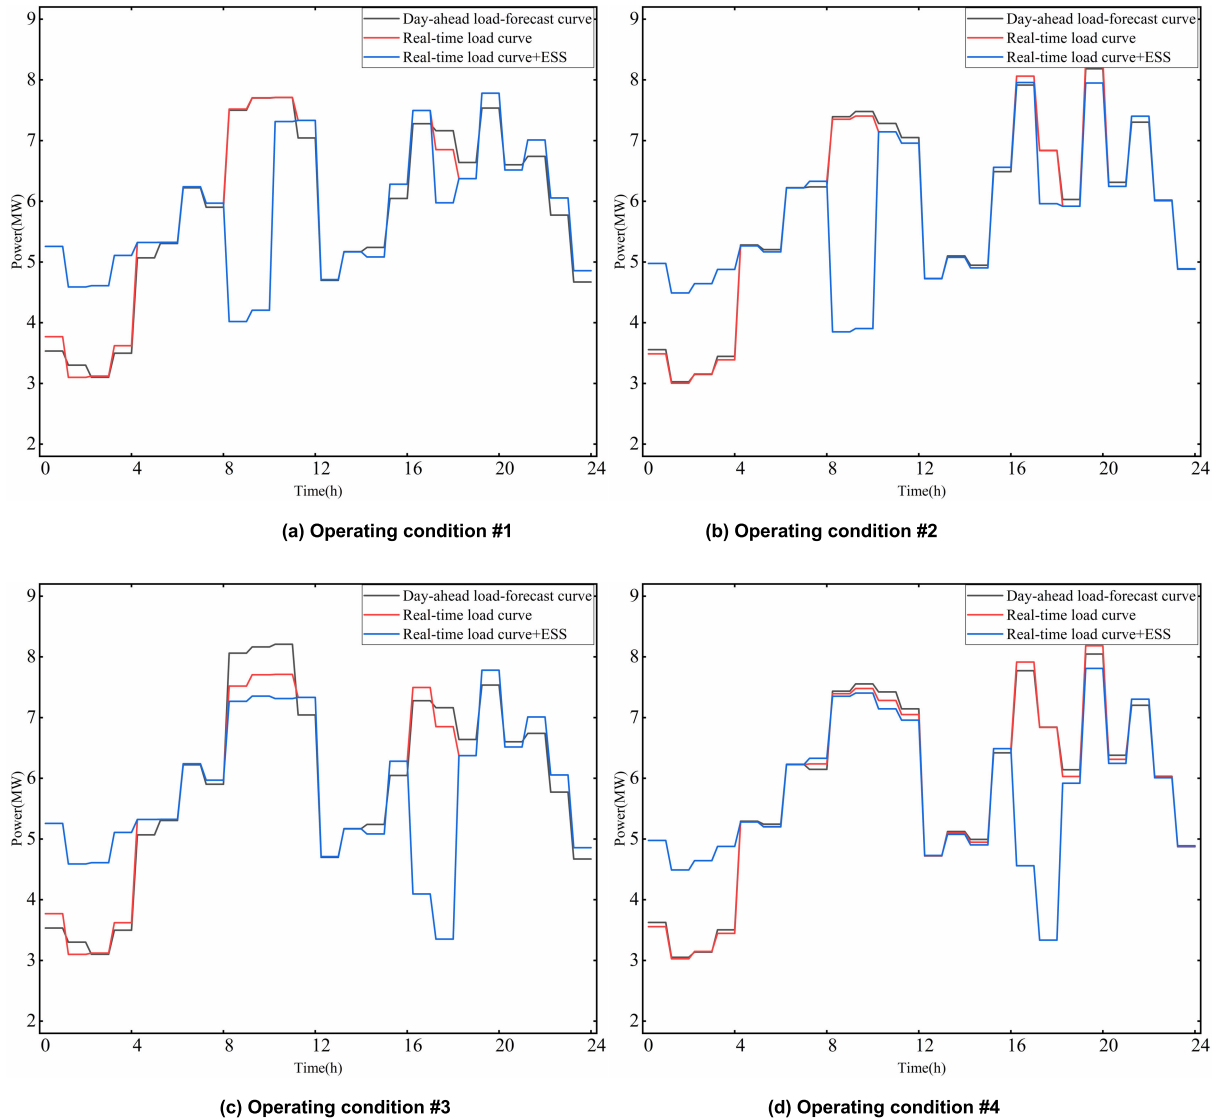 9
8
7
6
5
4
3
2
Power(MW)
Day-ahead load-forecast curve
Real-time load curve
Real-time load curve+ESS
0 4 8 12 16 20 24
Time(h)
(a) Operating condition #1
9
8
7
6
5
4
3
2
Power(MW)
Day-ahead load-forecast curve
Real-time load curve
Real-time load curve+ESS
0 4 8 12 16 20 24
Time(h)
(b) Operating condition #2
9
8
7
6
5
4
3
2
Power(MW)
Day-ahead load-forecast curve
Real-time load curve
Real-time load curve+ESS
0 4 8 12 16 20 24
Time(h)
(c) Operating condition #3
9
8
7
6
5
4
3
2
Power(MW)
Day-ahead load-forecast curve
Real-time load curve
Real-time load curve+ESS
0 4 8 12 16 20 24
Time(h)
(d) Operating condition #4